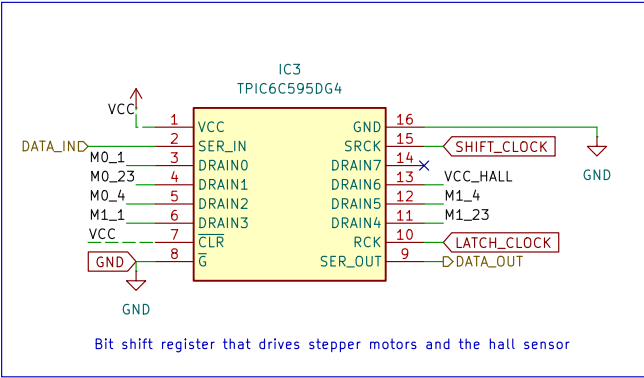 IC3
TPIC6C595DG4
VCC
1 VCC GND 16
DATA_IN 2 SER_IN SRCK 15 SHIFT_CLOCK
M0_1 3 DRAIN0 DRAIN7 14
M0_23 4 DRAIN1 DRAIN6 13 VCC_HALL
M0_4 5 DRAIN2 DRAIN5 12 M1_4
M1_1 6 DRAIN3 DRAIN4 11 M1_23
VCC 7 CLR RCK 10 LATCH_CLOCK
GND 8 G SER_OUT 9 DATA_OUT
GND
GND
Bit shift register that drives stepper motors and the hall sensor